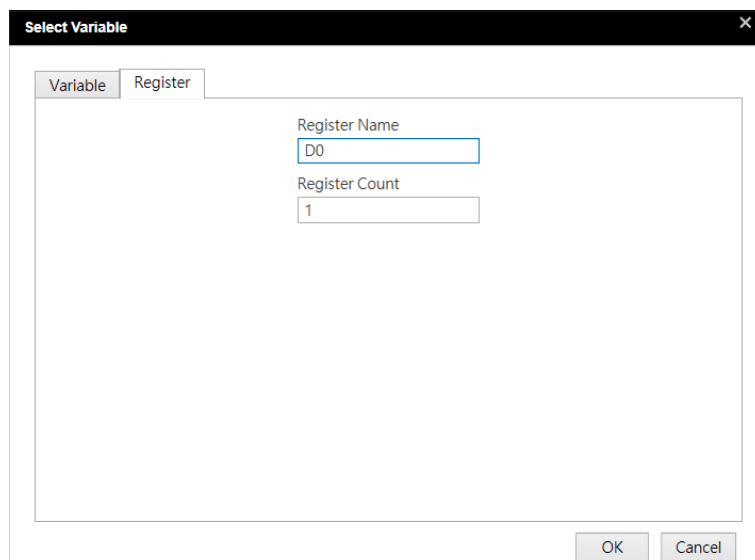 Select Variable
Variable
Register
Register Name
D0
Register Count
1
OK
Cancel